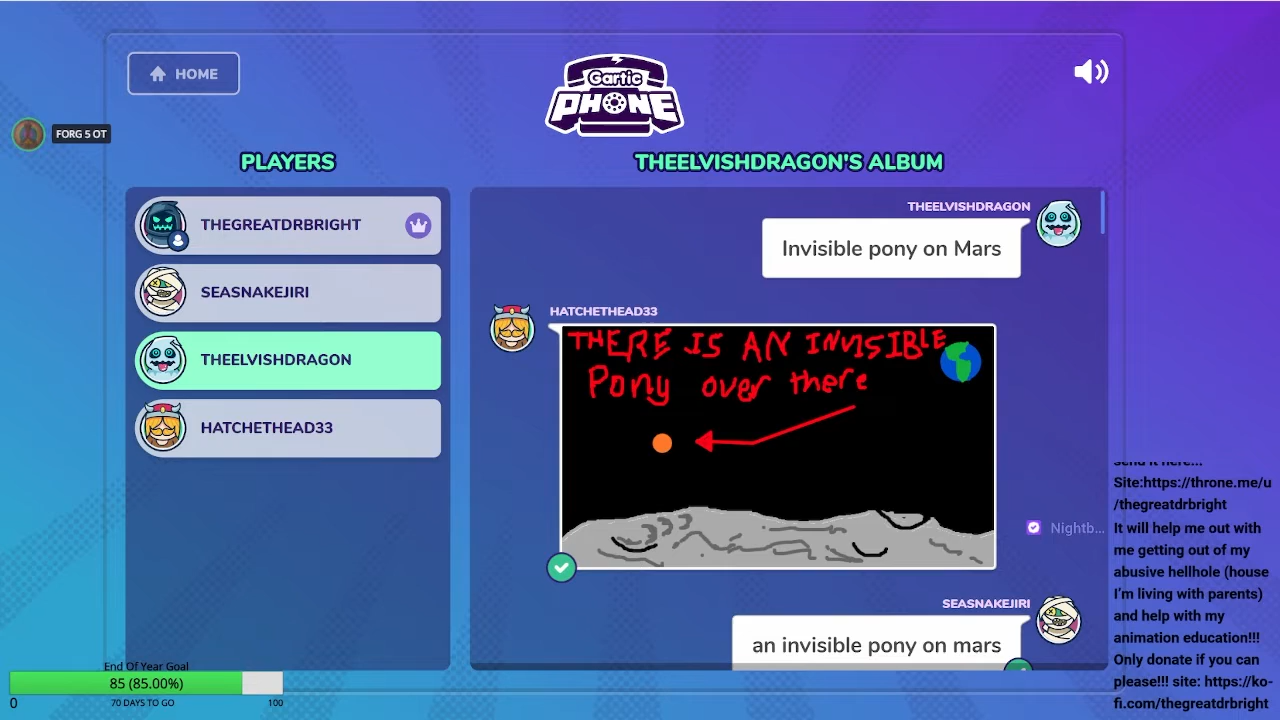 HOME
Gartic
PHONE
FORG 5 OT
PLAYERS
THEELVISHDRAGON'S ALBUM
THEGREATDRBRIGHT
SEASNAKEJIRI
THEELVISHDRAGON
HATCHETHEAD33
THEELVISHDRAGON
Invisible pony on Mars
HATCHETHEAD33
THERE IS AN INVISIBLE
Pony over there
SEASNAKEJIRI
an invisible pony on mars
Nightb...
send it here...
Site:https://throne.me/u
/thegreatdrbright
It will help me out with
me getting out of my
abusive hellhole (house
I'm living with parents)
and help with my
animation education!!!
Only donate if you can
please!!! site: https://ko-
fi.com/thegreatdrbright
End Of Year Goal
85 (85.00%)
0
70 DAYS TO GO
100